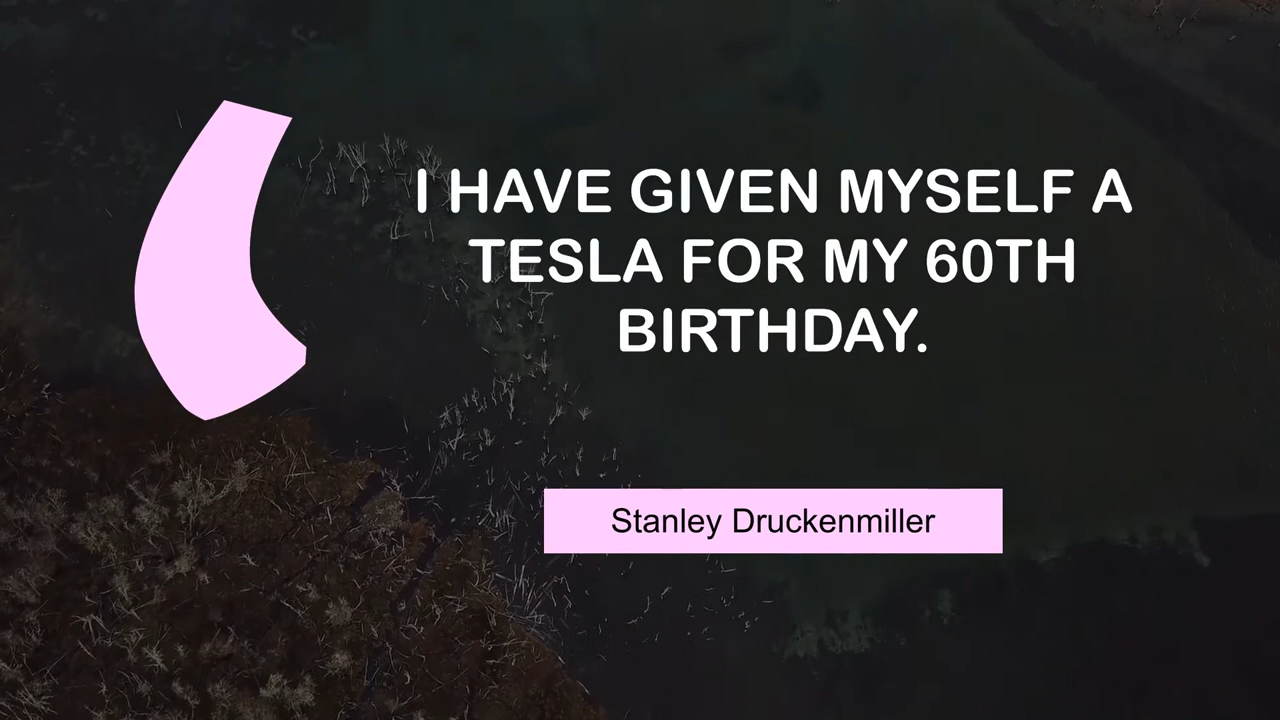 I HAVE GIVEN MYSELF A
TESLA FOR MY 60TH
BIRTHDAY.
Stanley Druckenmiller